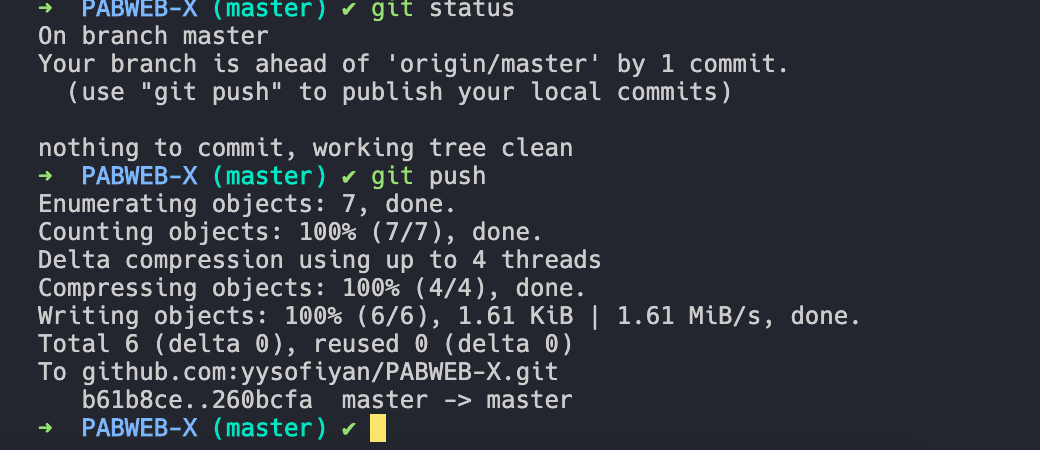 ➜  PABWEB-X (master) ✔ git status
On branch master
Your branch is ahead of 'origin/master' by 1 commit.
  (use "git push" to publish your local commits)

nothing to commit, working tree clean
➜  PABWEB-X (master) ✔ git push
Enumerating objects: 7, done.
Counting objects: 100% (7/7), done.
Delta compression using up to 4 threads
Compressing objects: 100% (4/4), done.
Writing objects: 100% (6/6), 1.61 KiB | 1.61 MiB/s, done.
Total 6 (delta 0), reused 0 (delta 0)
To github.com:yysofiyan/PABWEB-X.git
   b61b8ce..260bcfa  master -> master
➜  PABWEB-X (master) ✔